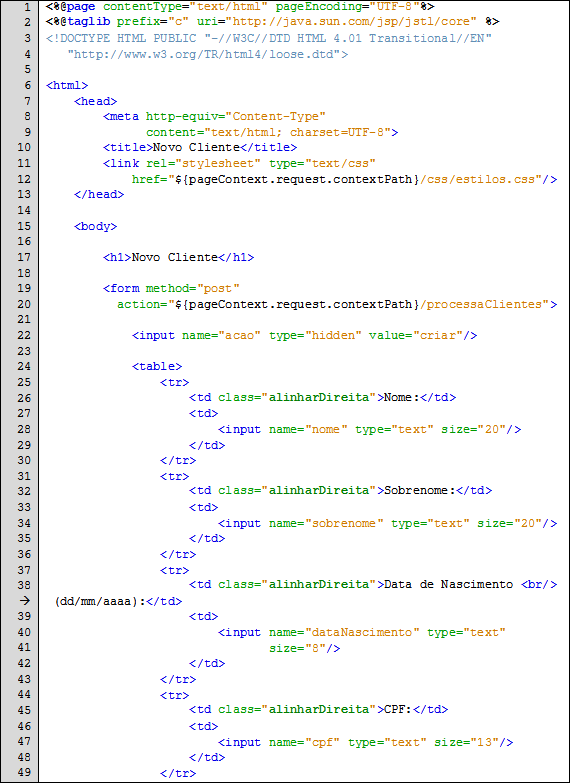 1 <%@page contentType="text/html" pageEncoding="UTF-8"%>
2 <%@taglib prefix="c" uri="http://java.sun.com/jsp/jstl/core" %>
3 <!DOCTYPE HTML PUBLIC "-//W3C//DTD HTML 4.01 Transitional//EN"
4    "http://www.w3.org/TR/html4/loose.dtd">
5
6 <html>
7     <head>
8         <meta http-equiv="Content-Type"
9               content="text/html; charset=UTF-8">
10         <title>Novo Cliente</title>
11         <link rel="stylesheet" type="text/css"
12             href="${pageContext.request.contextPath}/css/estilos.css"/>
13     </head>
14
15     <body>
16
17         <h1>Novo Cliente</h1>
18
19         <form method="post"
20           action="${pageContext.request.contextPath}/processaClientes">
21
22             <input name="acao" type="hidden" value="criar"/>
23
24             <table>
25                 <tr>
26                     <td class="alinharDireita">Nome:</td>
27                     <td>
28                         <input name="nome" type="text" size="20"/>
29                     </td>
30                 </tr>
31                 <tr>
32                     <td class="alinharDireita">Sobrenome:</td>
33                     <td>
34                         <input name="sobrenome" type="text" size="20"/>
35                     </td>
36                 </tr>
37                 <tr>
38                     <td class="alinharDireita">Data de Nascimento <br/>
→ (dd/mm/aaaa):</td>
39                     <td>
40                         <input name="dataNascimento" type="text"
41                                size="8"/>
42                     </td>
43                 </tr>
44                 <tr>
45                     <td class="alinharDireita">CPF:</td>
46                     <td>
47                         <input name="cpf" type="text" size="13"/>
48                     </td>
49                 </tr>